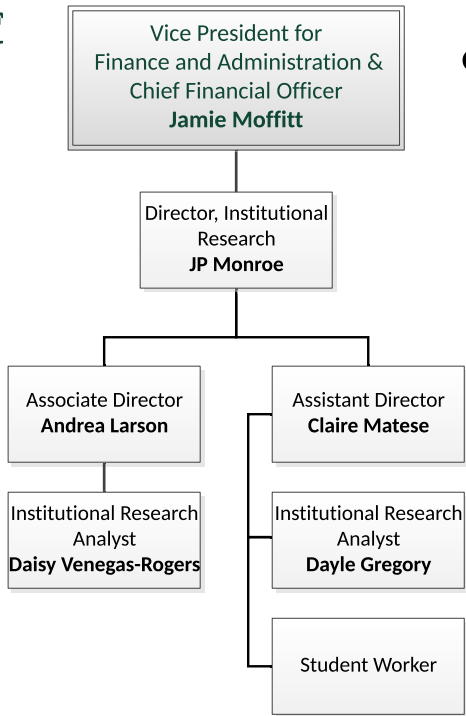 Vice President for
Finance and Administration &
Chief Financial Officer
Jamie Moffitt
Director, Institutional
Research
JP Monroe
Associate Director
Andrea Larson
Assistant Director
Claire Matese
Institutional Research
Analyst
Daisy Venegas-Rogers
Institutional Research
Analyst
Dayle Gregory
Student Worker